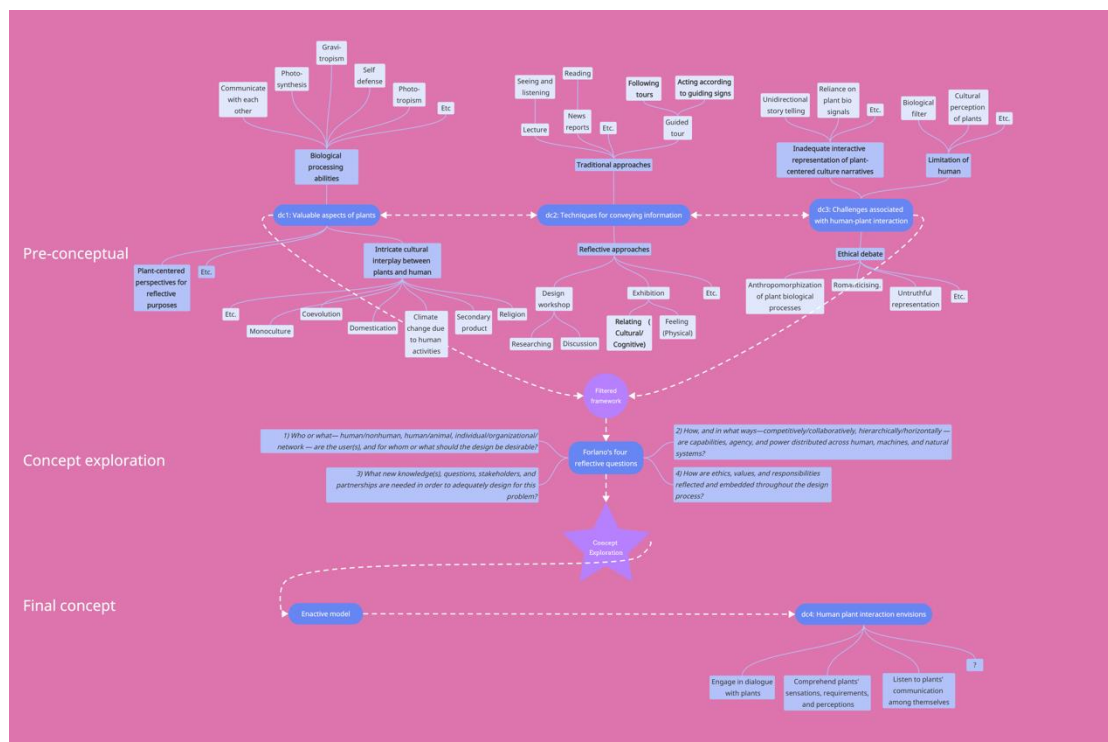 Gravi-
tropism
Photo-
synthesis
Self
defense
Communicate
with each
other
Photo-
tropism
Etc
Biological
processing
abilities
Reading
Seeing and
listening
Following
tours
Acting according
to guiding signs
Lecture
News
reports
Etc.
Guided
tour
Traditional approaches
Unidirectional
story telling
Reliance on
plant bio
signals
Etc.
Biological
filter
Cultural
perception
of plants
Etc.
Inadequate interactive
representation of plant-
centered culture narratives
Limitation of
human
dc1: Valuable aspects of plants
dc2: Techniques for conveying information
dc3: Challenges associated
with human-plant interaction
Pre-conceptual
Plant-centered
perspectives for
reflective
purposes
Etc.
Intricate cultural
interplay between
plants and human
Etc.
Monoculture
Coevolution
Domestication
Climate
change due
to human
activities
Secondary
product
Religion
Reflective approaches
Design
workshop
Exhibition
Etc.
Researching
Discussion
Relating (
Cultural/
Cognitive)
Feeling
(Physical)
Ethical debate
Anthropomorphization
of plant biological
processes
Romanticising.
Untruthful
representation
Etc.
Filtered
framework
Concept exploration
1) Who or what— human/nonhuman, human/animal, individual/organizational/
network — are the user(s), and for whom or what should the design be desirable?
2) How, and in what ways—competitively/collaboratively, hierarchically/horizontally —
are capabilities, agency, and power distributed across human, machines, and natural
systems?
Forlano's four
reflective questions
3) What new knowledge(s), questions, stakeholders, and
partnerships are needed in order to adequately design for this
problem?
4) How are ethics, values, and responsibilities
reflected and embedded throughout the design
process?
Concept
Exploration
Final concept
Enactive model
dc4: Human plant interaction envisions
Engage in dialogue
with plants
Comprehend plants'
sensations, requirements,
and perceptions
Listen to plants'
communication
among themselves
?